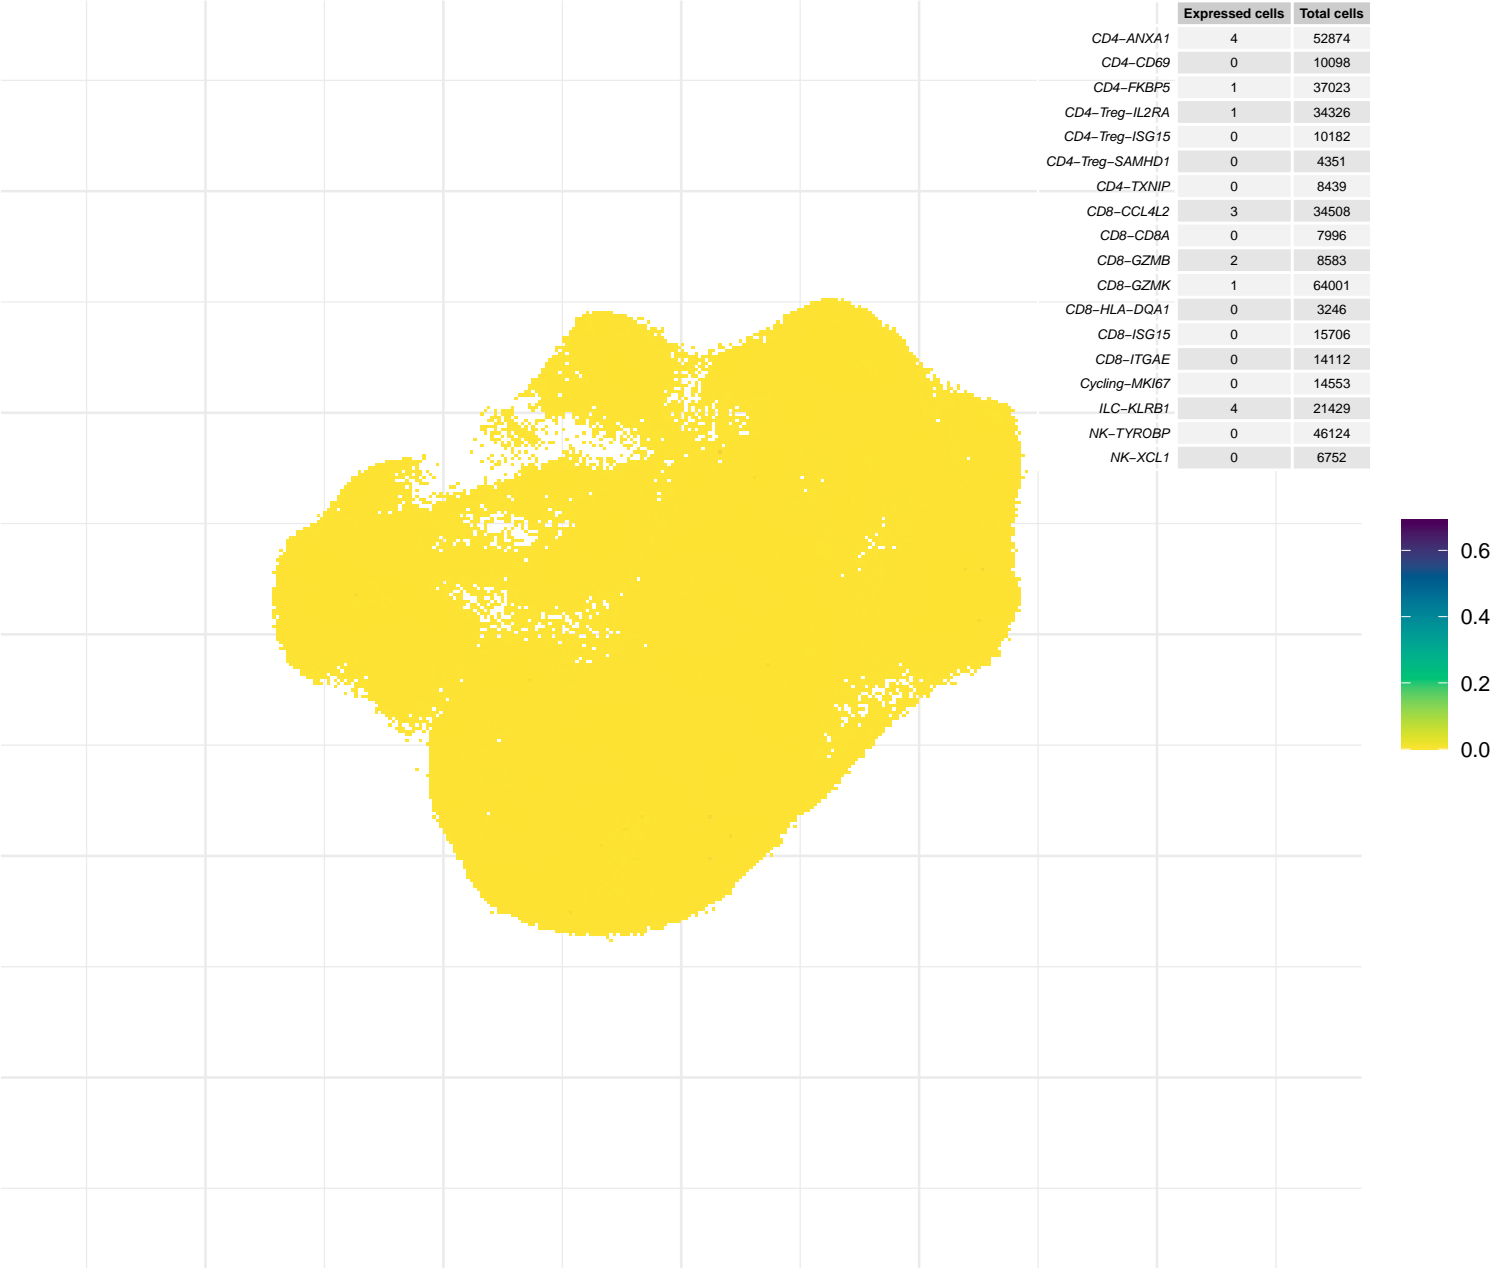 Expressed cells Total cells
CD4−ANXA1 4 52874
CD4−CD69 0 10098
CD4−FKBP5 1 37023
CD4−Treg−IL2RA 1 34326
CD4−Treg−ISG15 0 10182
CD4−Treg−SAMHD1 0 4351
CD4−TXNIP 0 8439
CD8−CCL4L2 3 34508
CD8−CD8A 0 7996
CD8−GZMB 2 8583
CD8−GZMK 1 64001
CD8−HLA−DQA1 0 3246
CD8−ISG15 0 15706
CD8−ITGAE 0 14112
Cycling−MKI67 0 14553
ILC−KLRB1 4 21429
NK−TYROBP 0 46124
NK−XCL1 0 6752
0.6
0.4
0.2
0.0